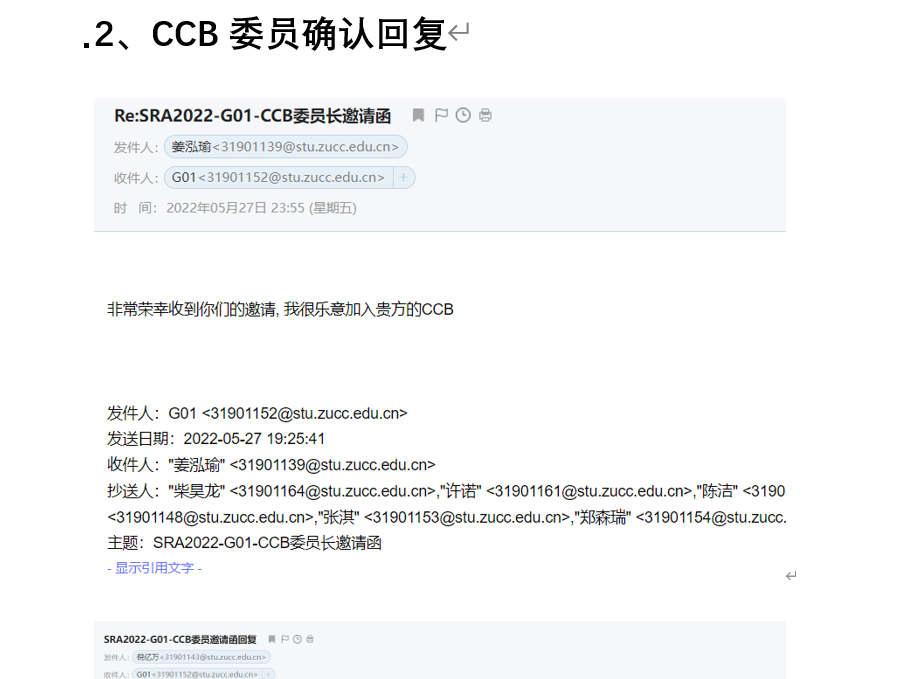 .2、CCB 委员确认回复
Re:SRA2022-G01-CCB委员长邀请函
发件人： 姜泓瑜<31901139@stu.zucc.edu.cn>
收件人： G01<31901152@stu.zucc.edu.cn> +
时 间： 2022年05月27日 23:55 (星期五)
非常荣幸收到你们的邀请, 我很乐意加入贵方的CCB
发件人：G01 <31901152@stu.zucc.edu.cn>
发送日期：2022-05-27 19:25:41
收件人："姜泓瑜" <31901139@stu.zucc.edu.cn>
抄送人："柴昊龙" <31901164@stu.zucc.edu.cn>,"许诺" <31901161@stu.zucc.edu.cn>,"陈洁" <3190
<31901148@stu.zucc.edu.cn>,"张淇" <31901153@stu.zucc.edu.cn>,"郑森瑞" <31901154@stu.zucc.
主题：SRA2022-G01-CCB委员长邀请函
- 显示引用文字 -
SRA2022-G01-CCB委员邀请函回复
发件人： 倪亿万<31901143@stu.zucc.edu.cn>
收件人： G01<31901152@stu.zucc.edu.cn> +